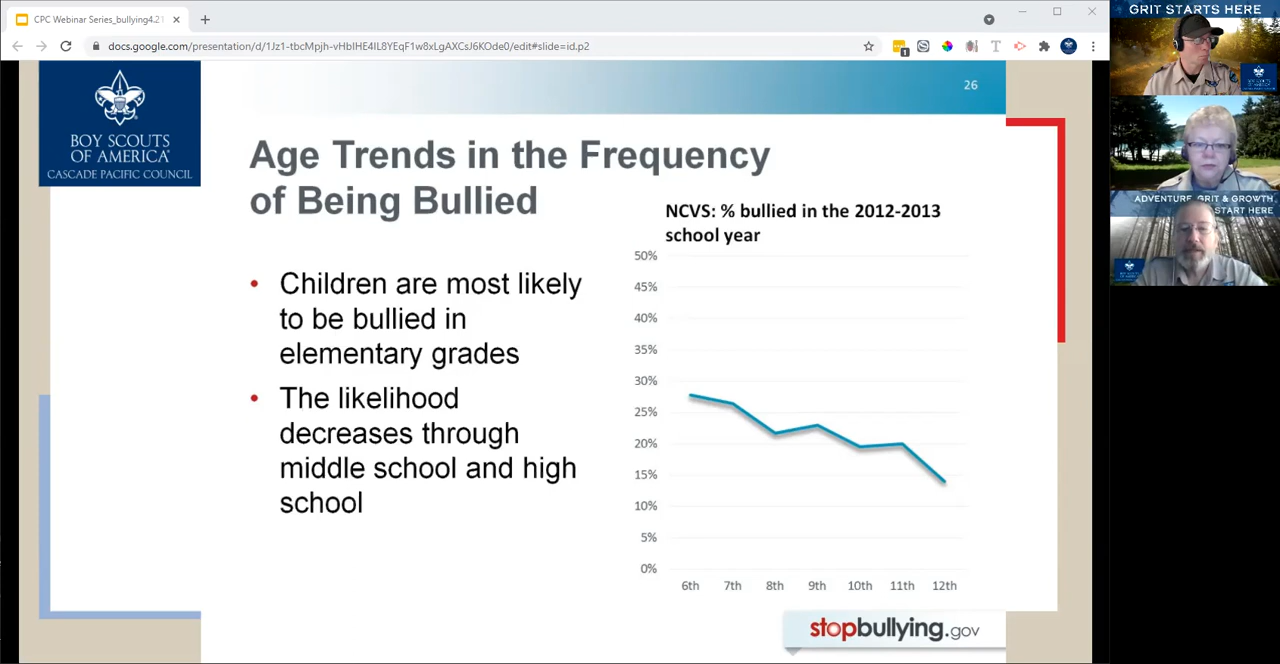 CPC Webinar Series_bullying4.21
docs.google.com/presentation/d/1Jz1-tbcMpjh-vHbIHE4IL8YEqF1w8xLgAXCsJ6KOde0/edit#slide=id.p2
1
GRIT STARTS HERE
26
BOY SCOUTS
OF AMERICA
CASCADE PACIFIC COUNCIL
Age Trends in the Frequency
of Being Bullied
• Children are most likely
to be bullied in
elementary grades
• The likelihood
decreases through
middle school and high
school
NCVS: % bullied in the 2012-2013
school year
50%
45%
40%
35%
30%
25%
20%
15%
10%
5%
0%
6th 7th 8th 9th 10th 11th 12th
stopbullying.gov
ADVENTURE, GRIT & GROWTH
START HERE